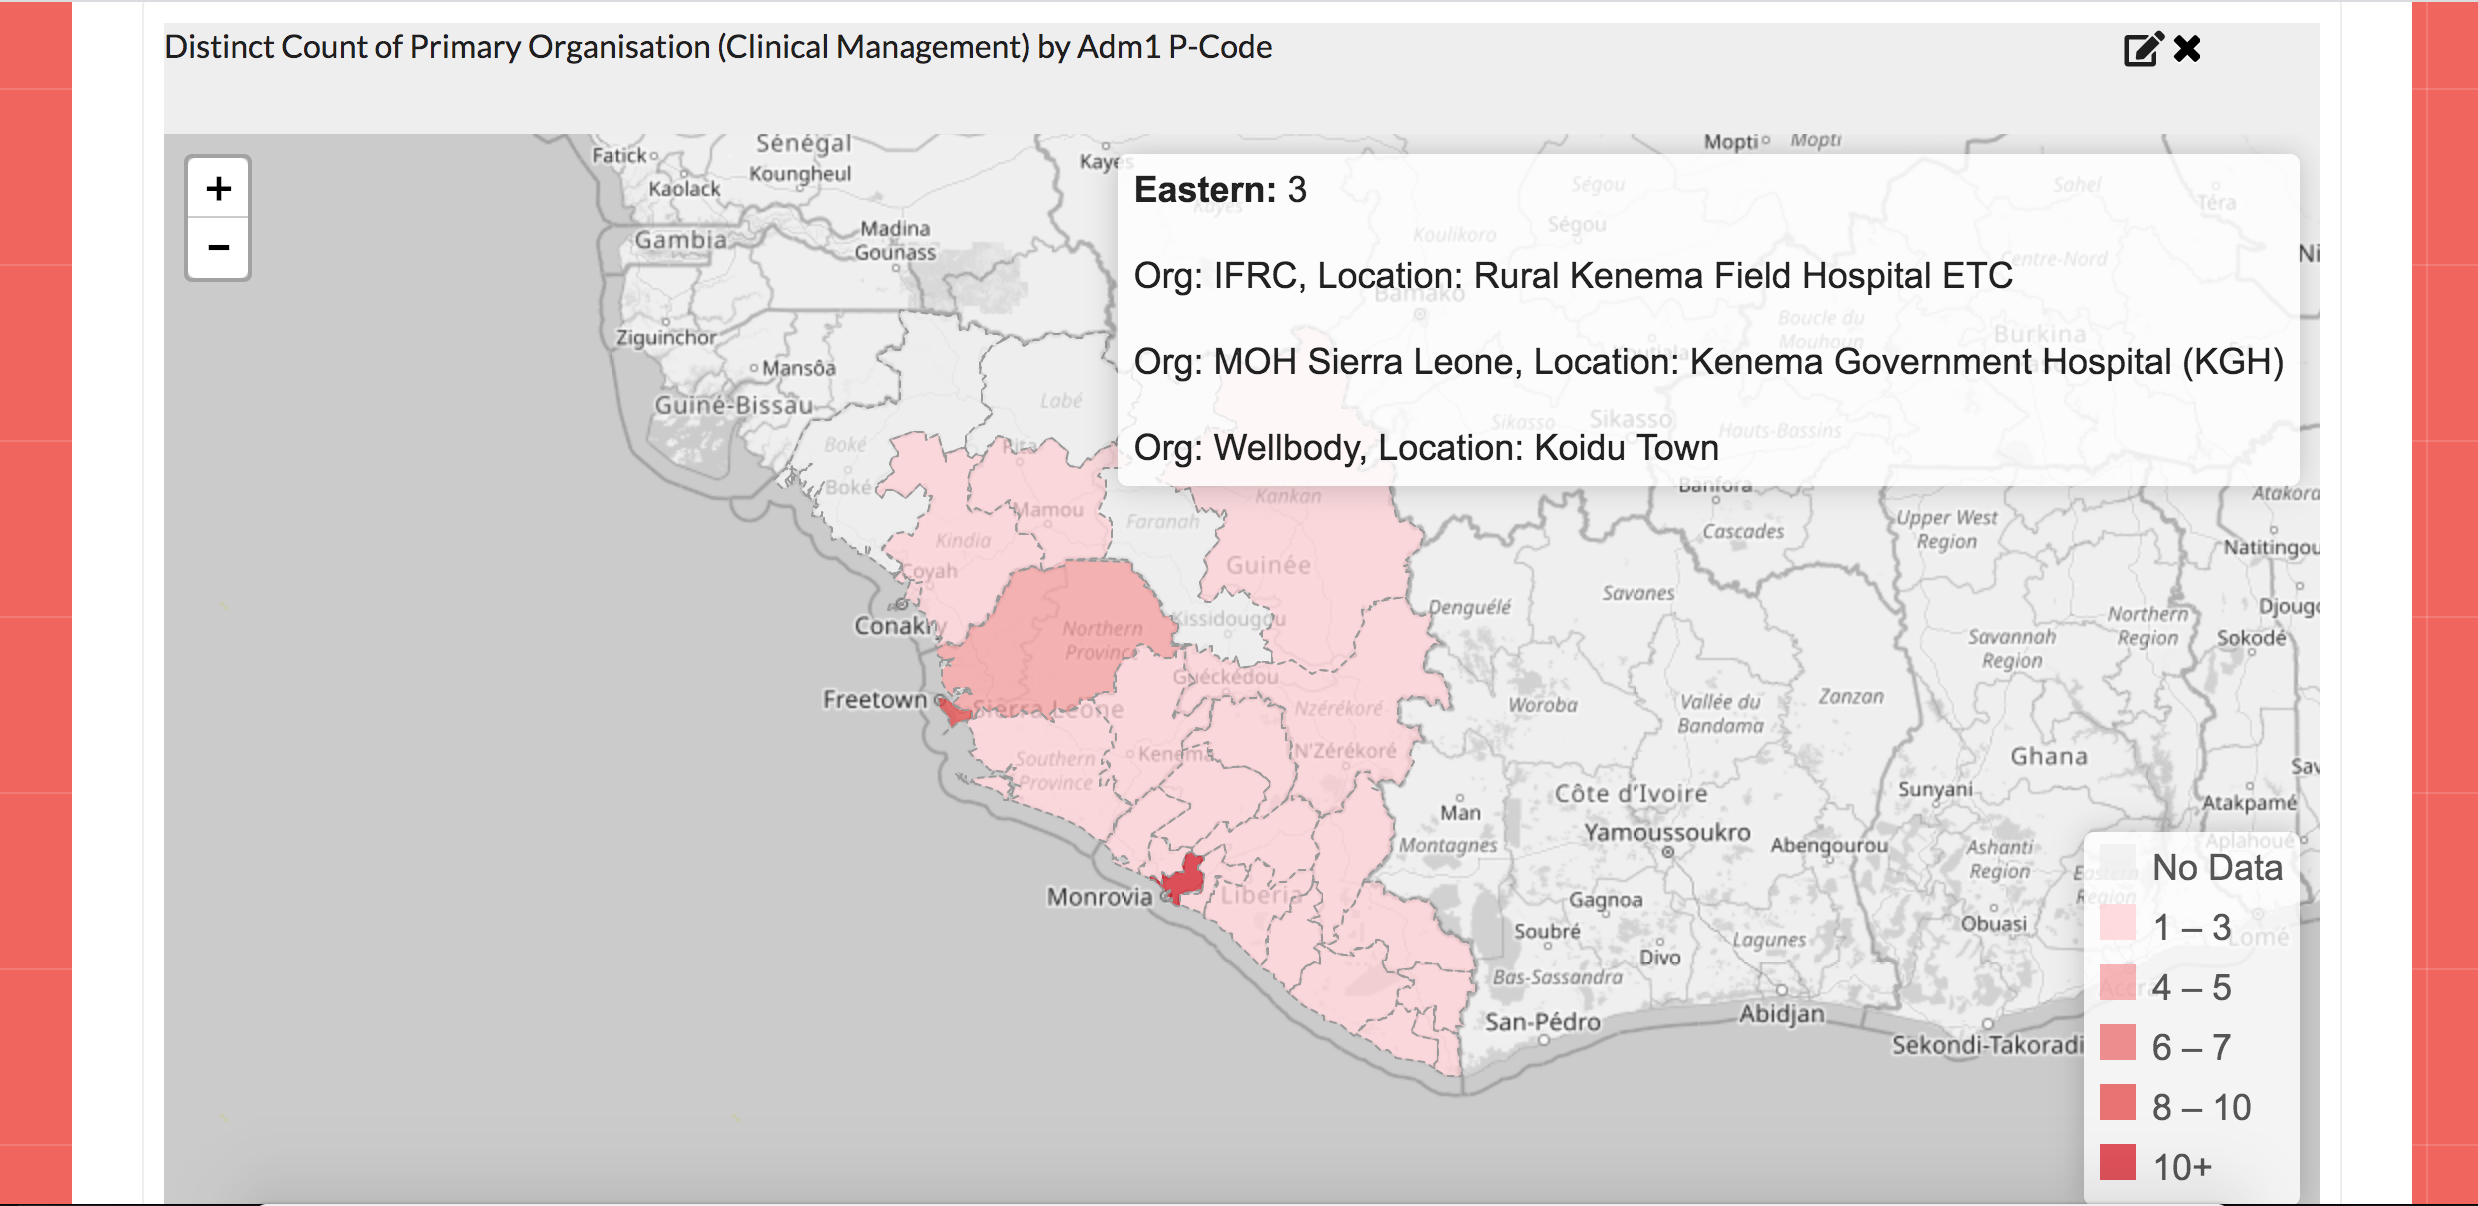 Distinct Count of Primary Organisation (Clinical Management) by Adm1 P-Code
+
−
Eastern: 3
Org: IFRC, Location: Rural Kenema Field Hospital ETC
Org: MOH Sierra Leone, Location: Kenema Government Hospital (KGH)
Org: Wellbody, Location: Koidu Town
Sénégal
Mopti
Mopti
Fatick
Kayes
Koungheul
Kaolack
Ségou
Sahel
Kayes
Téra
Madina
Gounass
Koulikoro
Ségou
Gambia
Centre-Nord
Bamako
Ziguinchor
Boucle du
Mouhoun
Burkina
Mansôa
Guiné-Bissau
Labé
Sikasso
Sikasso
Hauts-Bassins
Boké
Pita
Boké
Kankan
Banfora
Atakora
Mamou
Faranah
Cascades
Upper West
Region
Kindia
Natitingou
Coyah
Guinée
Savanes
Denguélé
Djoug
Conakry
Kissidougou
Northern
Province
Savannah
Region
Northern
Region
Sokodé
Guéckédou
Freetown
Sierra Leone
Nzérékoré
Woroba
Vallée du
Bandama
Zanzan
Southern
Province
Kenema
N'Zérékoré
Ghana
Sav
Côte d'Ivoire
Sunyani
Atakpamé
Man
Yamoussoukro
Montagnes
Abengourou
Ashanti
Region
Aplahoué
Eastern
Region
Monrovia
Liberia
Gagnoa
Obuasi
Soubré
Lagunes
Lomé
Divo
Bas-Sassandra
Accra
San-Pédro
Abidjan
Sekondi-Takoradi
No Data
1 – 3
4 – 5
6 – 7
8 – 10
10+